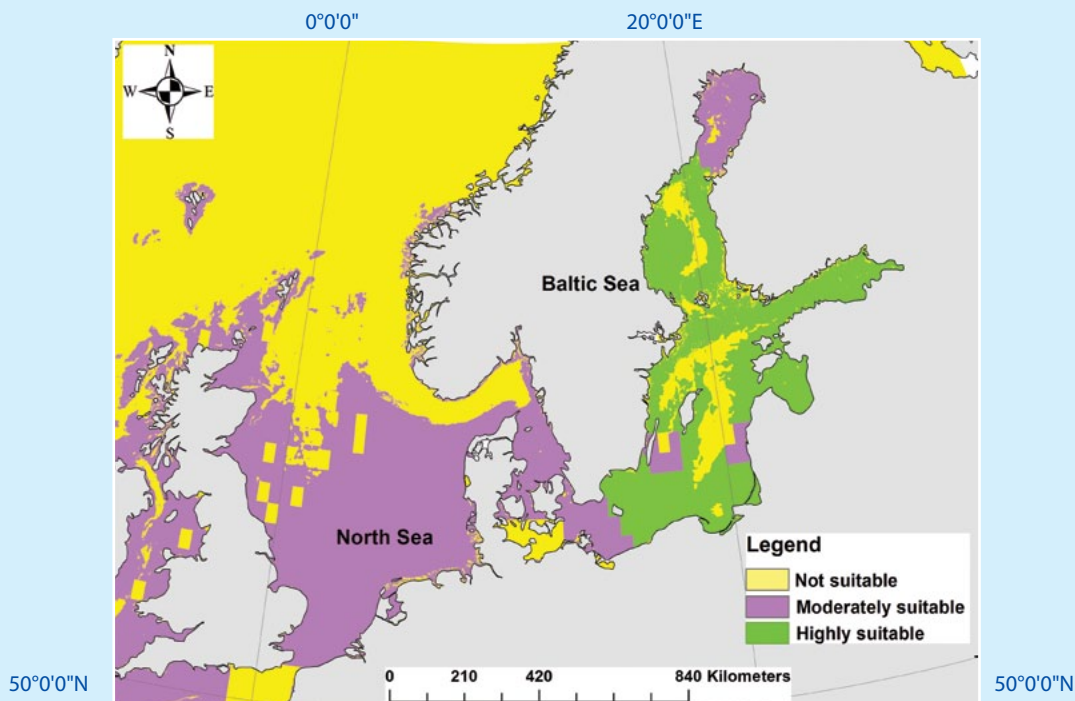 0°0'0"
20°0'0"E
N
W E
S
Baltic Sea
North Sea
Legend
Not suitable
Moderately suitable
Highly suitable
50°0'0"N
50°0'0"N
0 210 420 840 Kilometers